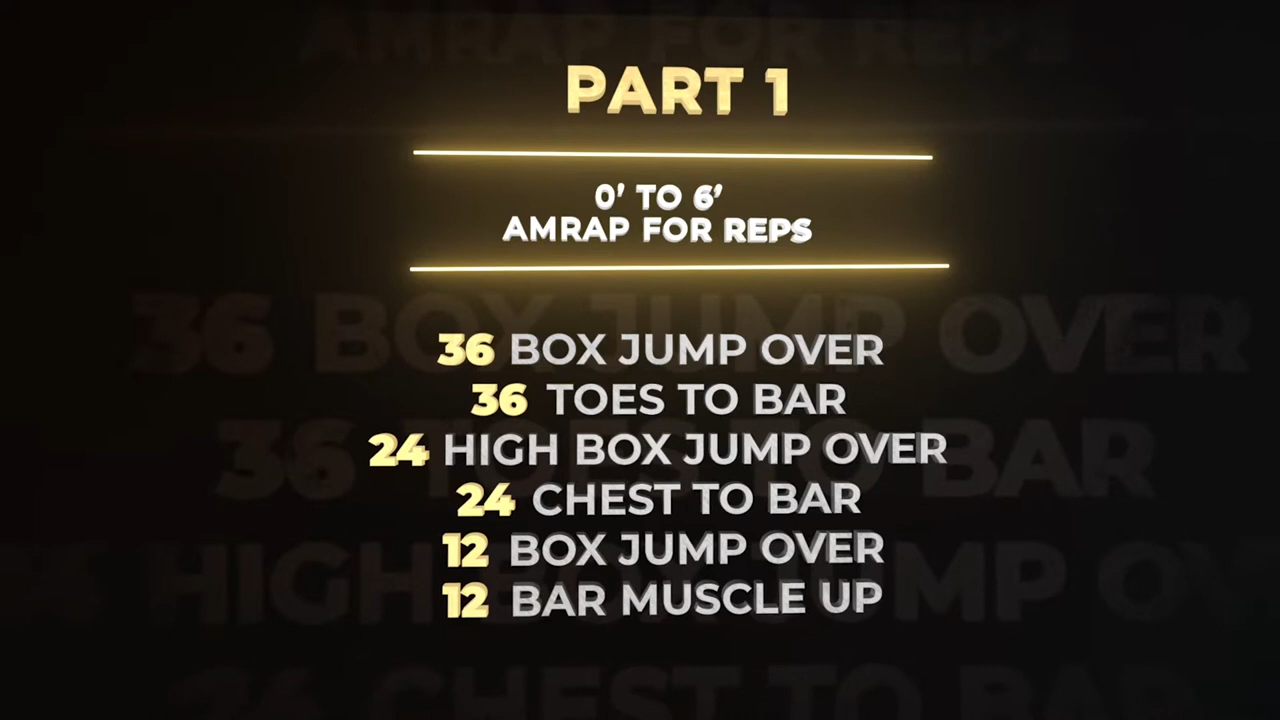 PART 1
0' TO 6'
AMRAP FOR REPS
36 BOX JUMP OVER
36 TOES TO BAR
24 HIGH BOX JUMP OVER
24 CHEST TO BAR
12 BOX JUMP OVER
12 BAR MUSCLE UP